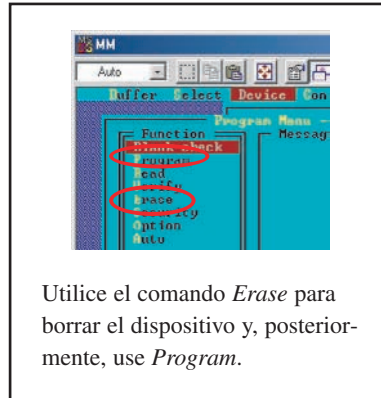 MM
Auto
Buffer Select Device Con
Program Menu
Function
Messag
Blank check
Program
Read
Verify
Erase
Security
Option
Auto
Utilice el comando Erase para
borrar el dispositivo y, posterior-
mente, use Program.